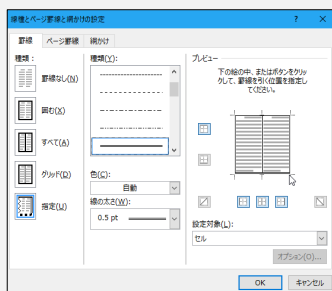 線種とページ罫線と網かけの設定
?
×
罫線
ページ罫線
網かけ
種類：
罫線なし(N)
囲む(X)
すべて(A)
グリッド(D)
指定(U)
種類(Y):
色(C):
自動
線の太さ(W):
0.5 pt
プレビュー
下の絵の中、またはボタンをクリッ
クして、罫線を引く位置を指定し
てください。
設定対象(L):
セル
オプション(O)...
OK
キャンセル